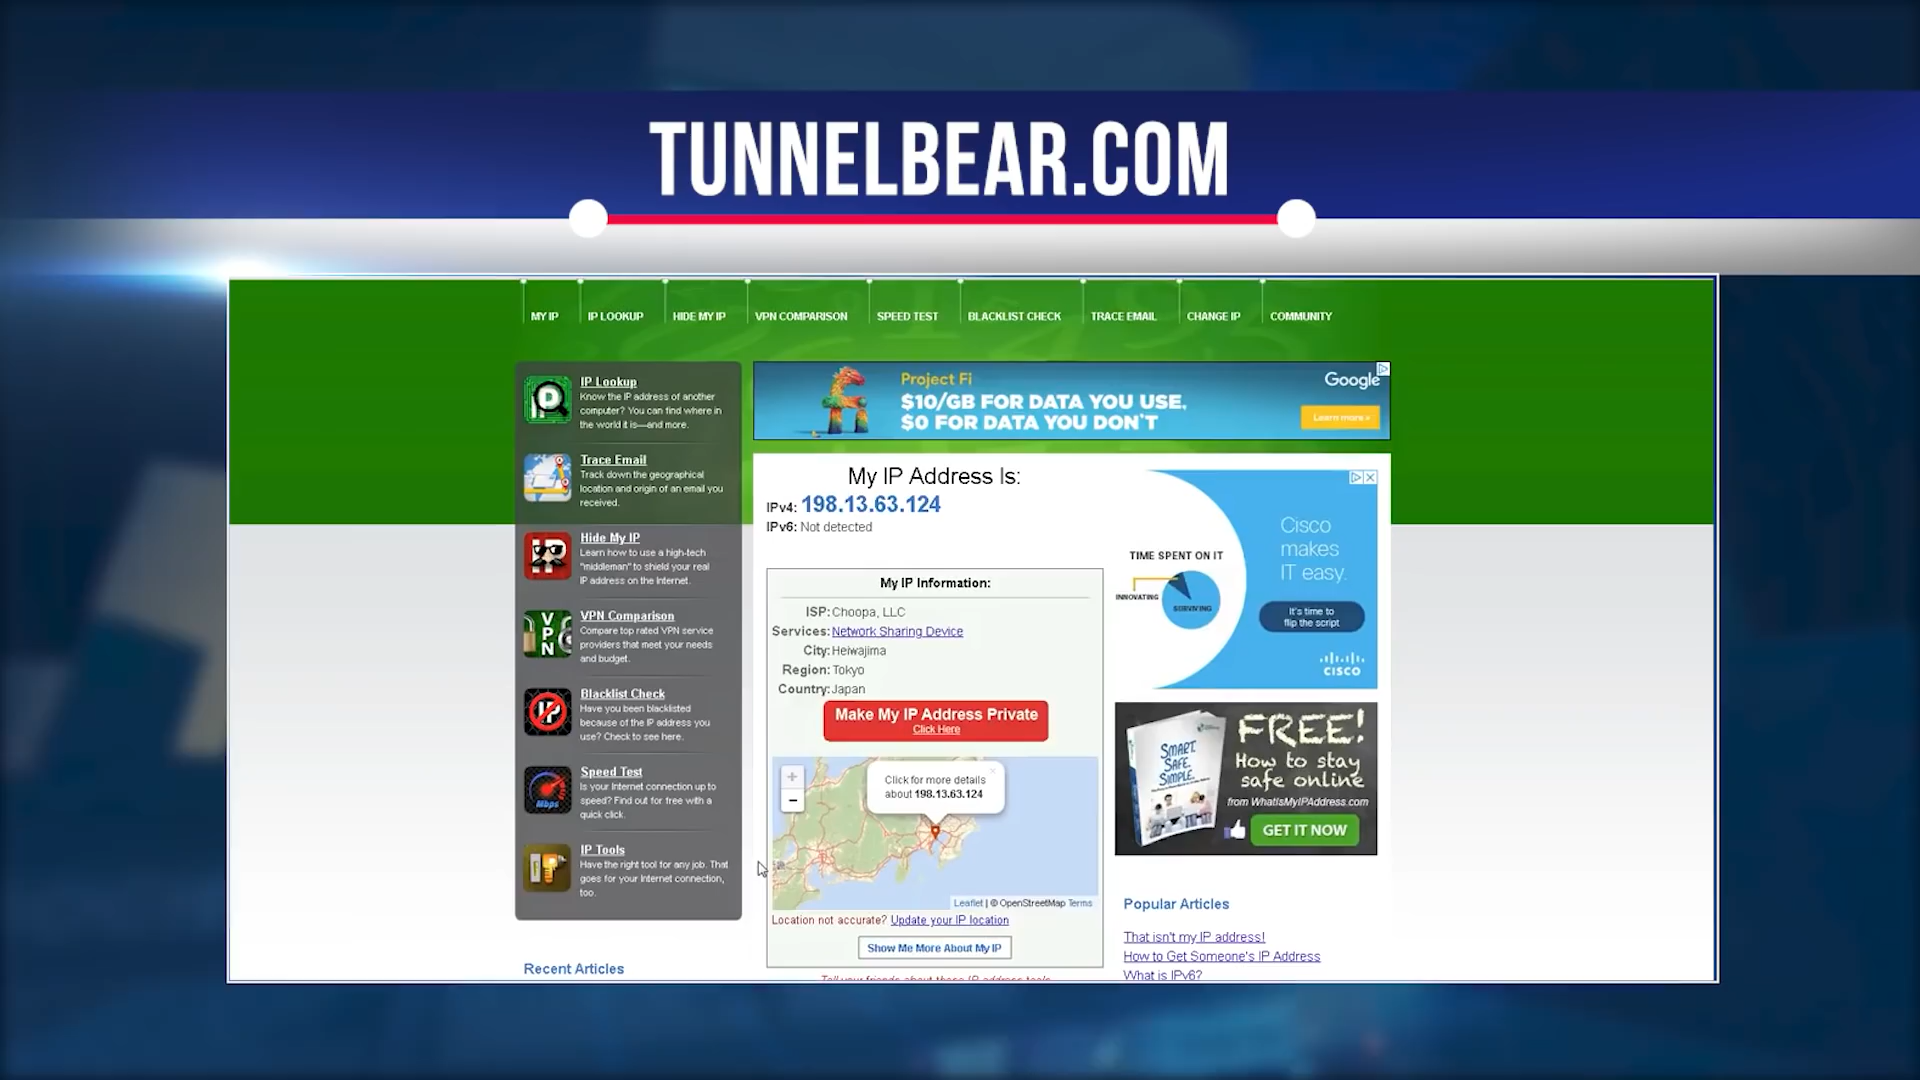 TUNNELBEAR.COM
MY IP
IP LOOKUP
HIDE MY IP
VPN COMPARISON
SPEED TEST
BLACKLIST CHECK
TRACE EMAIL
CHANGE IP
COMMUNITY
IP Lookup
Know the IP address of another
computer? You can find where in
the world it is—and more.
Trace Email
Track down the geographical
location and origin of an email you
received.
Hide My IP
Learn how to use a high-tech
"middleman" to shield your real
IP address on the Internet.
VPN Comparison
Compare top rated VPN service
providers that meet your needs
and budget.
Blacklist Check
Have you been blacklisted
because of the IP address you
use? Check to see here.
Speed Test
Is your Internet connection up to
speed? Find out for free with a
quick click.
IP Tools
Have the right tool for any job. That
goes for your Internet connection,
too.
Recent Articles
Project Fi
$10/GB FOR DATA YOU USE,
$0 FOR DATA YOU DON'T
Google
Learn more »
My IP Address Is:
IPv4: 198.13.63.124
IPv6: Not detected
My IP Information:
ISP: Choopa, LLC
Services: Network Sharing Device
City: Heiwajima
Region: Tokyo
Country: Japan
Make My IP Address Private
Click Here
Click for more details
about 198.13.63.124
Leaflet | © OpenStreetMap Terms
Location not accurate? Update your IP location
Show Me More About My IP
Tell your friends about these IP address tools
TIME SPENT ON IT
INNOVATING
SURVIVING
Cisco
makes
IT easy.
It's time to
flip the script
CISCO
SMART.
SAFE.
SIMPLE.
FREE!
How to stay
safe online
from WhatIsMyIPAddress.com
GET IT NOW
Popular Articles
That isn't my IP address!
How to Get Someone's IP Address
What is IPv6?